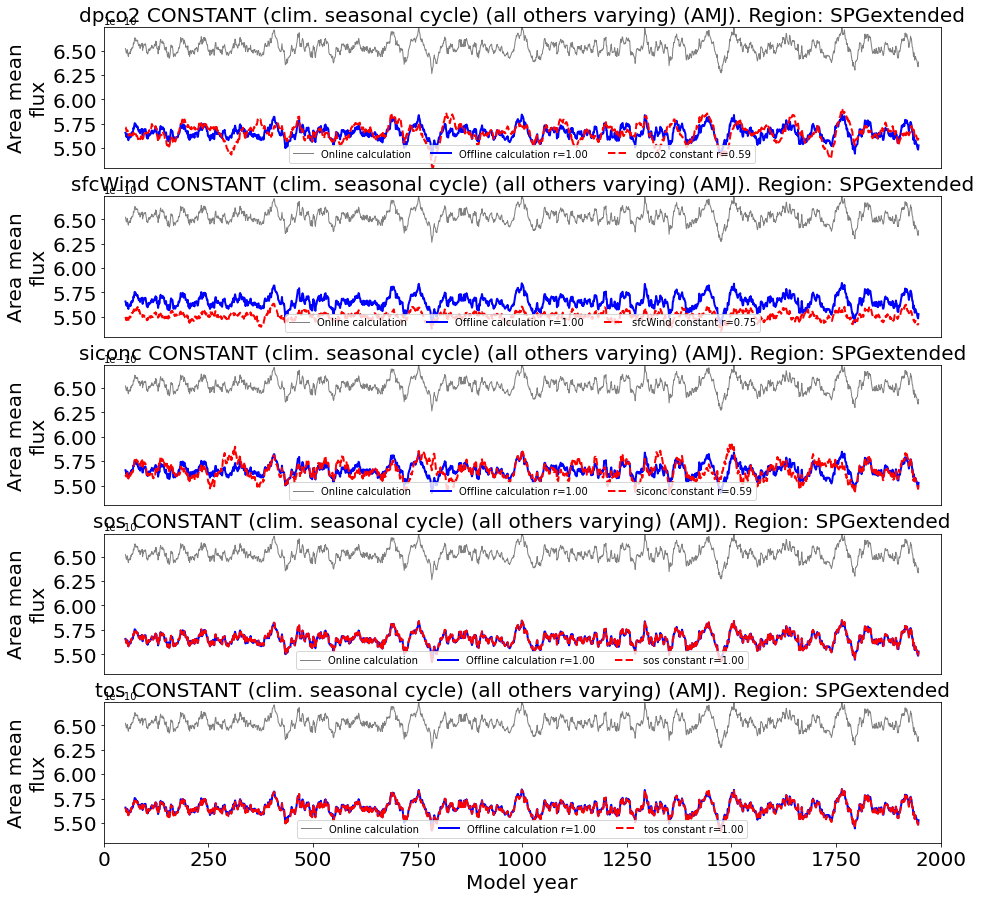 dpco2 CONSTANT (clim. seasonal cycle) (all others varying) (AMJ). Region: SPGextended
1e−10
6.50
6.25
6.00
5.75
5.50
Area mean
flux
Online calculation Offline calculation r=1.00 dpco2 constant r=0.59
sfcWind CONSTANT (clim. seasonal cycle) (all others varying) (AMJ). Region: SPGextended
1e−10
6.50
6.25
6.00
5.75
5.50
Area mean
flux
Online calculation Offline calculation r=1.00 sfcWind constant r=0.75
siconc CONSTANT (clim. seasonal cycle) (all others varying) (AMJ). Region: SPGextended
1e−10
6.50
6.25
6.00
5.75
5.50
Area mean
flux
Online calculation Offline calculation r=1.00 siconc constant r=0.59
sos CONSTANT (clim. seasonal cycle) (all others varying) (AMJ). Region: SPGextended
1e−10
6.50
6.25
6.00
5.75
5.50
Area mean
flux
Online calculation Offline calculation r=1.00 sos constant r=1.00
tos CONSTANT (clim. seasonal cycle) (all others varying) (AMJ). Region: SPGextended
1e−10
6.50
6.25
6.00
5.75
5.50
Area mean
flux
Online calculation Offline calculation r=1.00 tos constant r=1.00
0 250 500 750 1000 1250 1500 1750 2000
Model year